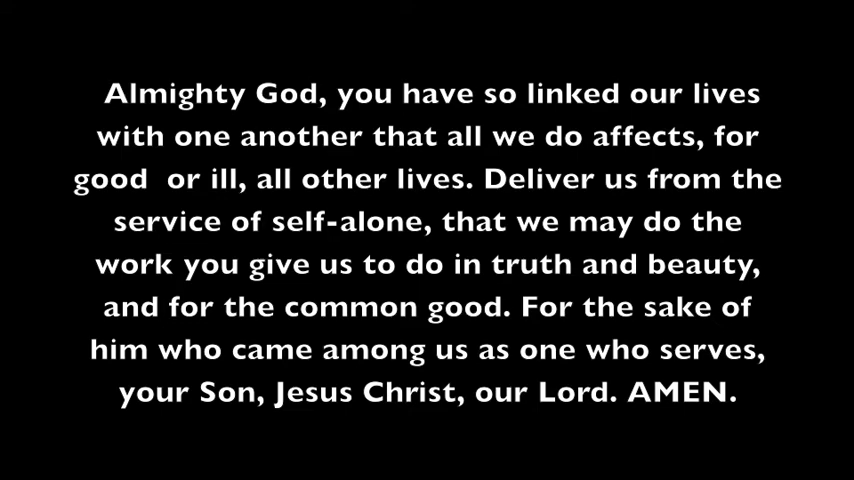 Almighty God, you have so linked our lives
with one another that all we do affects, for
good or ill, all other lives. Deliver us from the
service of self-alone, that we may do the
work you give us to do in truth and beauty,
and for the common good. For the sake of
him who came among us as one who serves,
your Son, Jesus Christ, our Lord. AMEN.